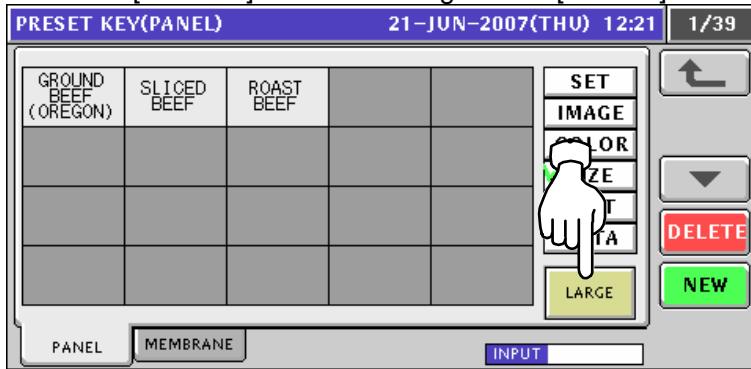 PRESET KEY(PANEL) 21-JUN-2007(THU) 12:21 1/39
GROUND
BEEF
(OREGON)
SLICED
BEEF
ROAST
BEEF
SET
IMAGE
DELETE
LARGE
NEW
PANEL
MEMBRANE
INPUT